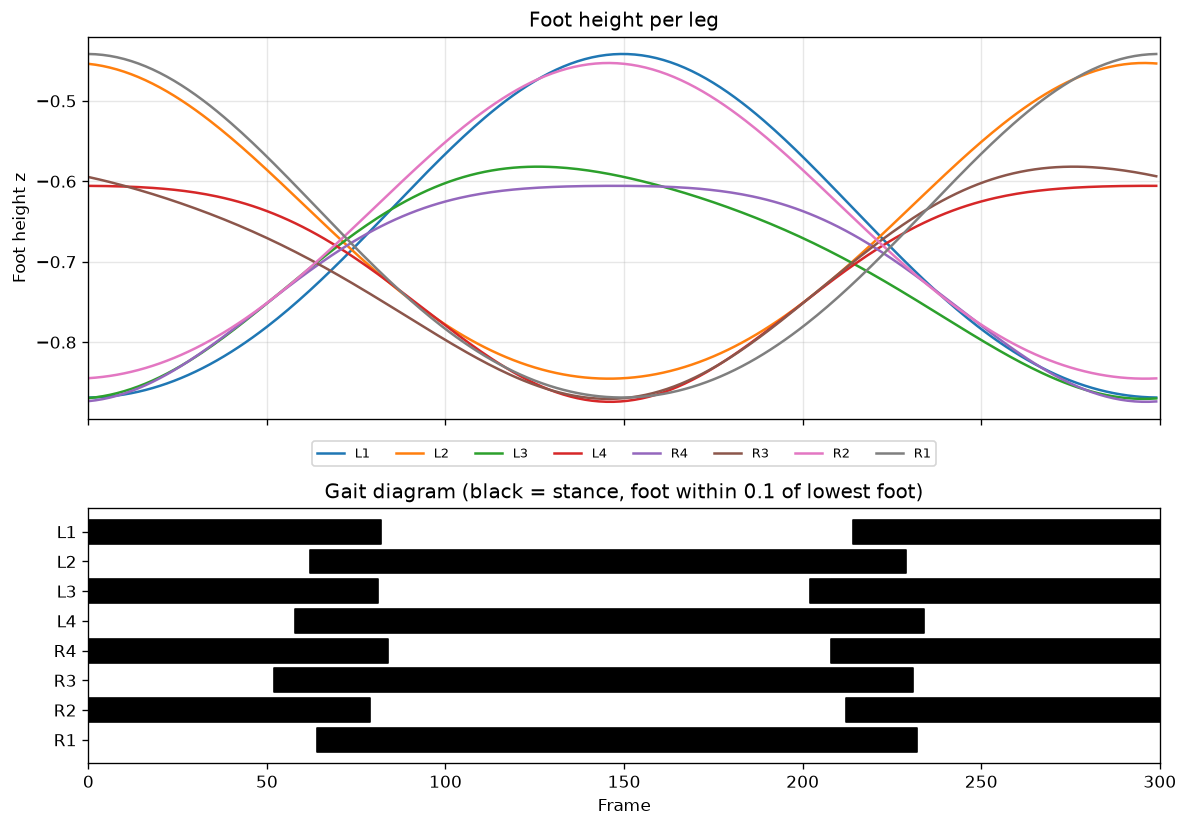 Foot height per leg
Foot height z
−0.5
−0.6
−0.7
−0.8
L1 L2 L3 L4 R4 R3 R2 R1
Gait diagram (black = stance, foot within 0.1 of lowest foot)
L1
L2
L3
L4
R4
R3
R2
R1
0 50 100 150 200 250 300
Frame